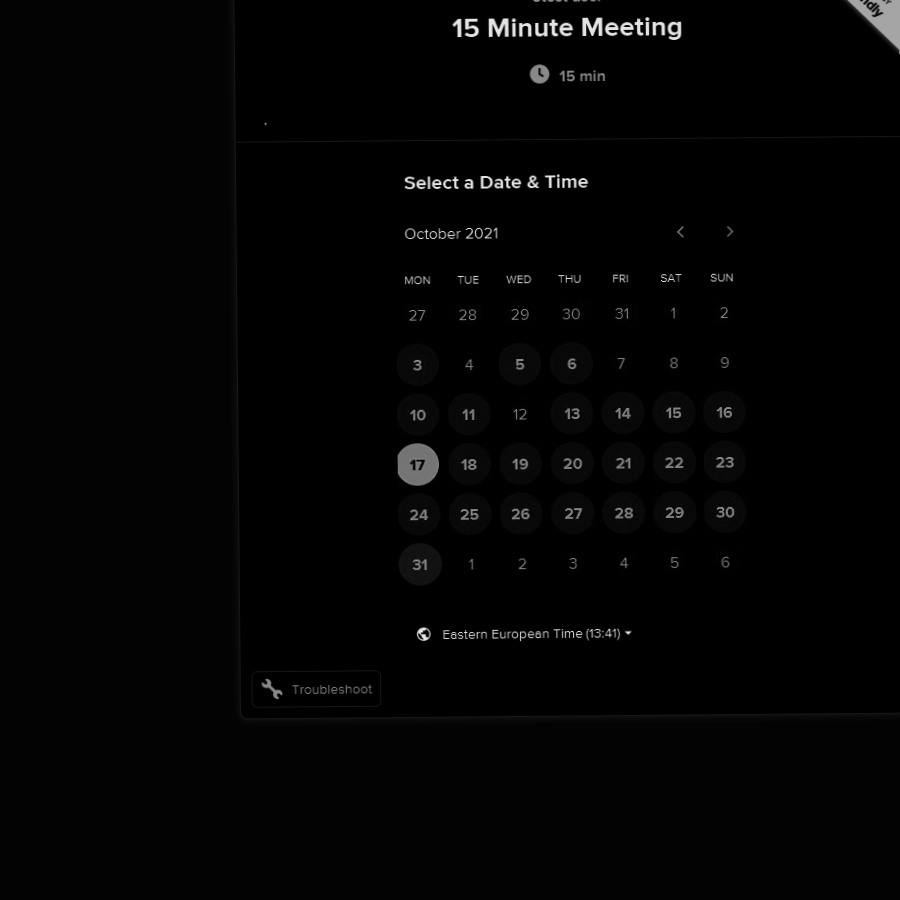 15 Minute Meeting
15 min
Select a Date & Time
October 2021
MON TUE WED THU FRI SAT SUN
27 28 29 30 31 1 2
3 4 5 6 7 8 9
10 11 12 13 14 15 16
17 18 19 20 21 22 23
24 25 26 27 28 29 30
31 1 2 3 4 5 6
Eastern European Time (13:41)
Troubleshoot